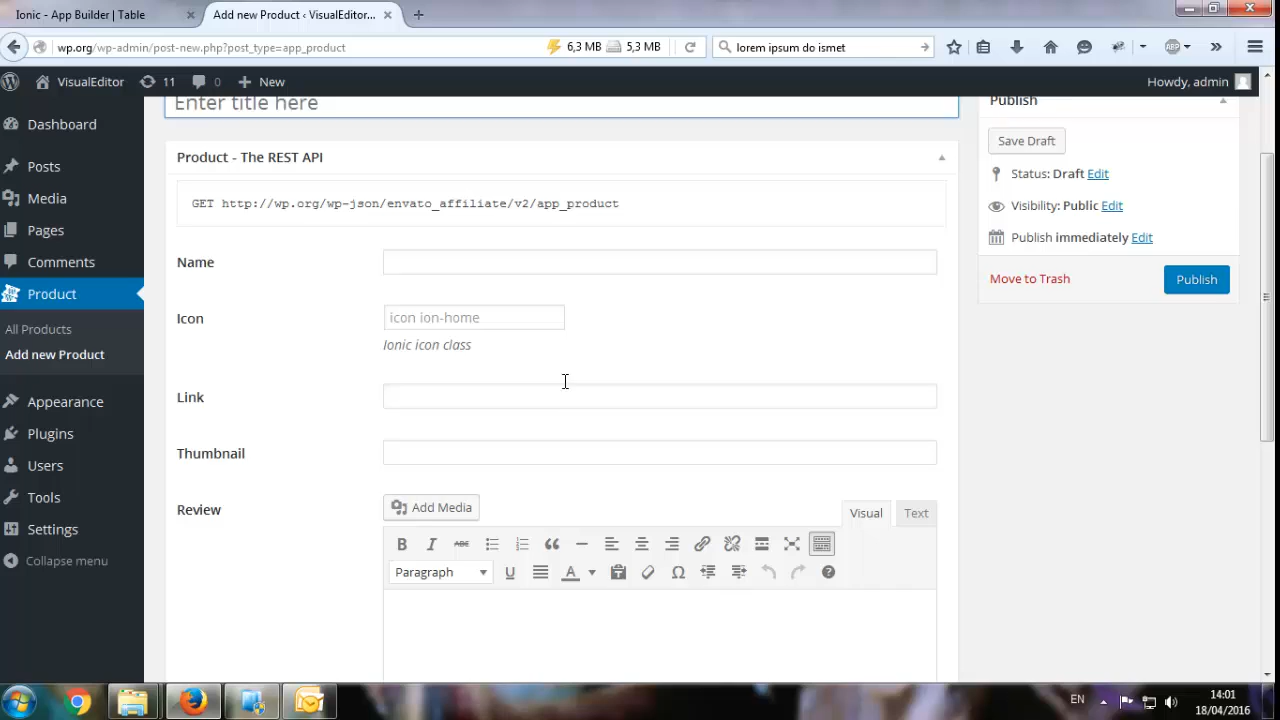 Ionic - App Builder | Table
Add new Product ‹ VisualEditor...
wp.org/wp-admin/post-new.php?post_type=app_product
6,3 MB
5,3 MB
lorem ipsum do ismet
ABP
VisualEditor
11
0
New
Howdy, admin
Dashboard
Posts
Media
Pages
Comments
Product
All Products
Add new Product
Appearance
Plugins
Users
Tools
Settings
Collapse menu
Enter title here
Product - The REST API
GET http://wp.org/wp-json/envato_affiliate/v2/app_product
Name
Icon
icon ion-home
Ionic icon class
Link
Thumbnail
Review
Add Media
Visual
Text
B I ABC
Paragraph
U
A
Publish
Save Draft
Status: Draft Edit
Visibility: Public Edit
Publish immediately Edit
Move to Trash
Publish
EN
14:01
18/04/2016